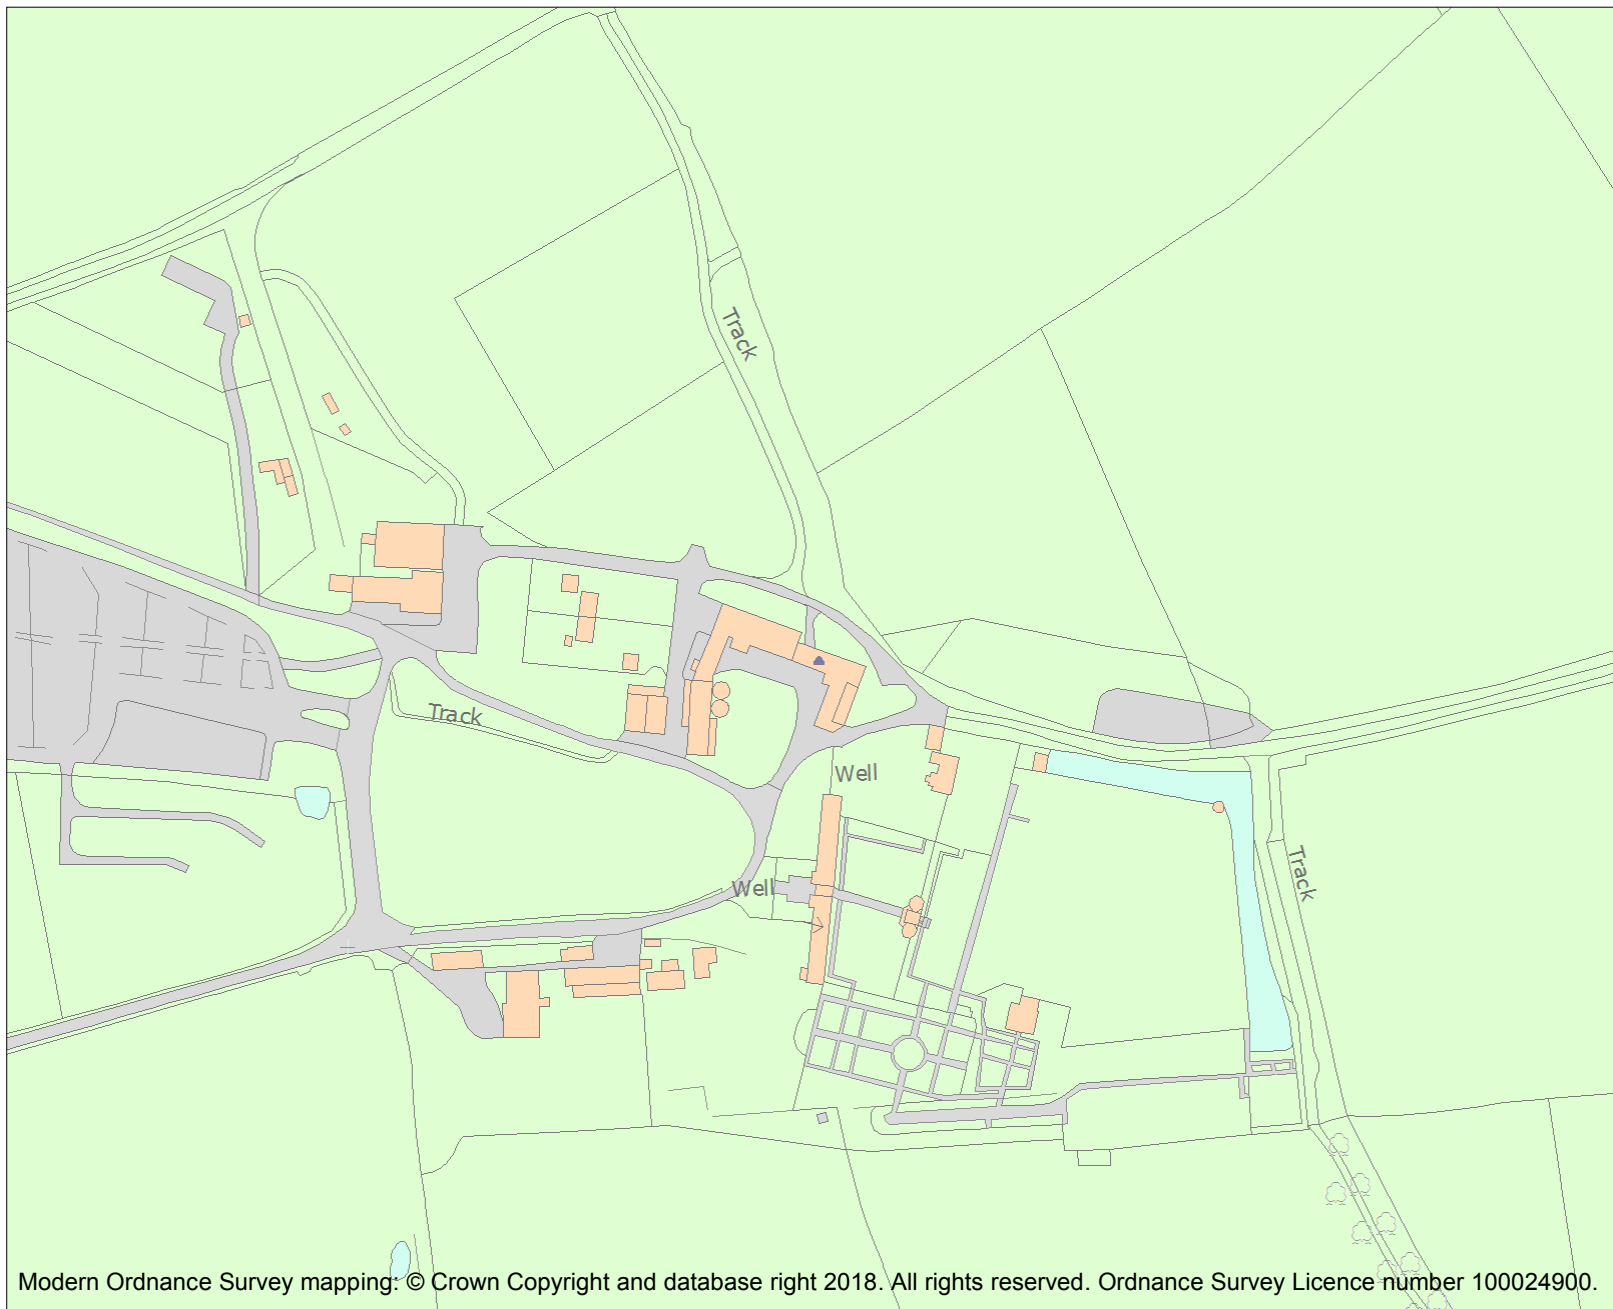 Track
Track
Well
Well
Track
Modern Ordnance Survey mapping: © Crown Copyright and database right 2018. All rights reserved. Ordnance Survey Licence number 100024900.